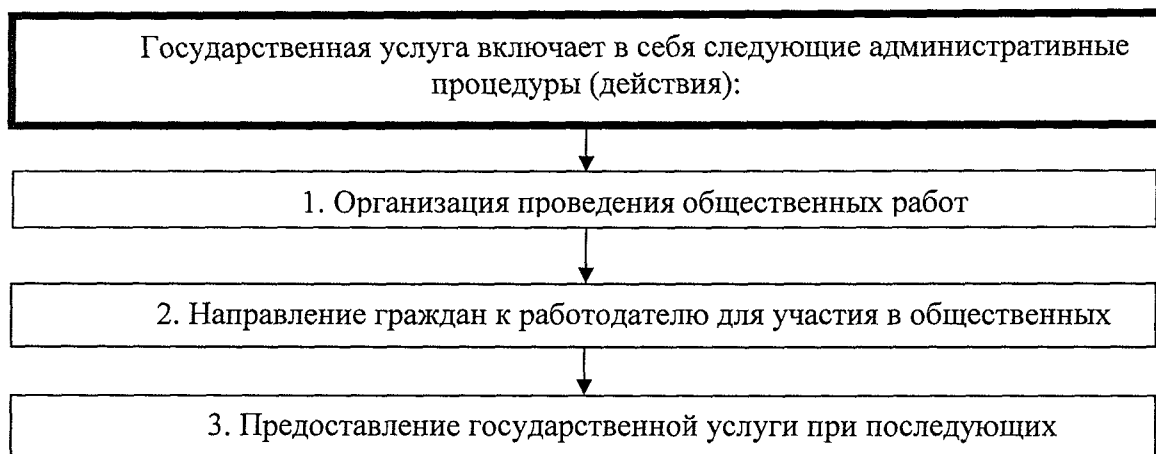 Государственная услуга включает в себя следующие административные
процедуры (действия):
1. Организация проведения общественных работ
2. Направление граждан к работодателю для участия в общественных
3. Предоставление государственной услуги при последующих